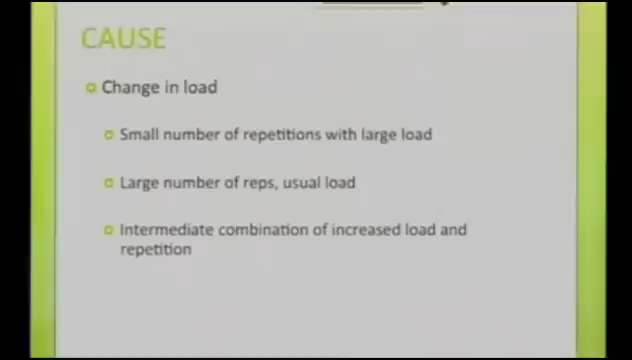 CAUSE
Change in load
Small number of repetitions with large load
Large number of reps, usual load
Intermediate combination of increased load and
repetition